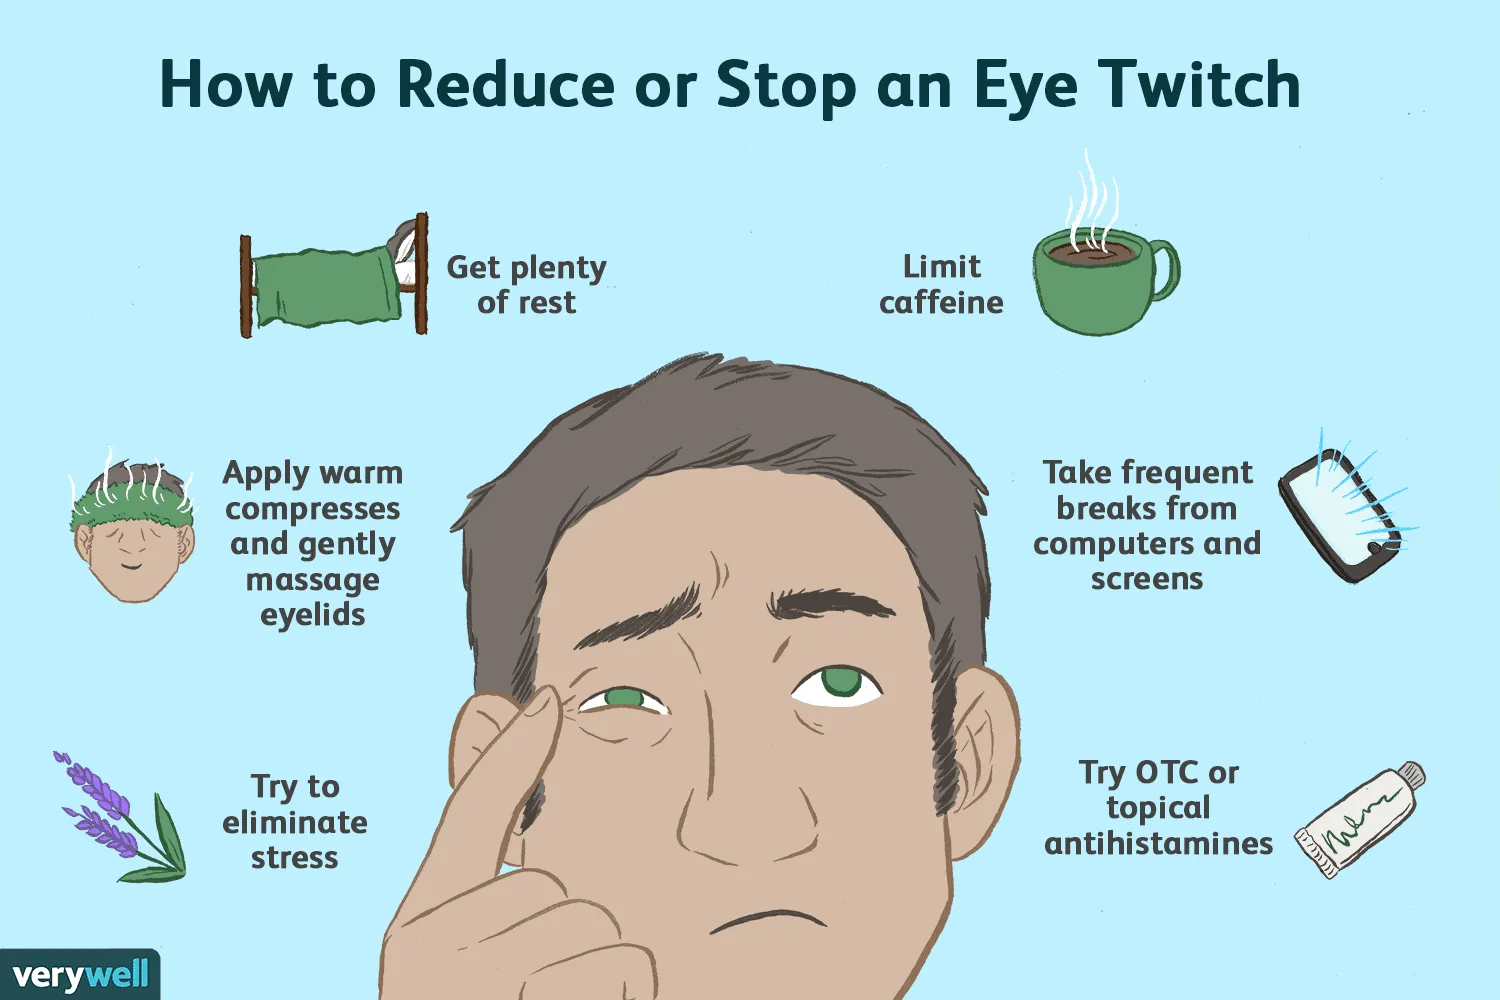 How to Reduce or Stop an Eye Twitch
Get plenty
of rest
Limit
caffeine
Apply warm
compresses
and gently
massage
eyelids
Take frequent
breaks from
computers and
screens
Try to
eliminate
stress
Try OTC or
topical
antihistamines
verywell